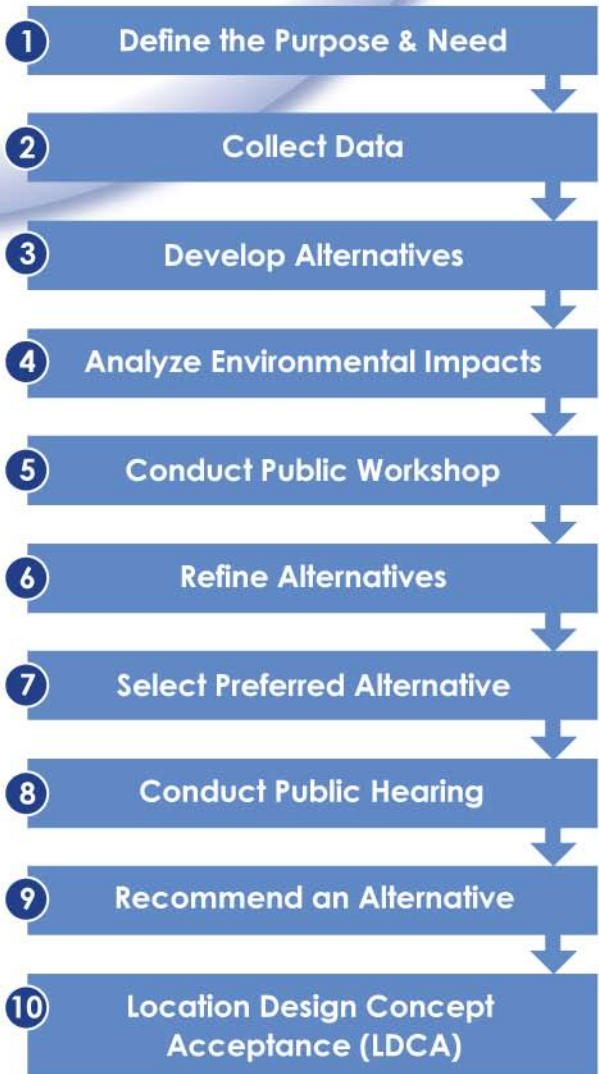 1 Define the Purpose & Need
2 Collect Data
3 Develop Alternatives
4 Analyze Environmental Impacts
5 Conduct Public Workshop
6 Refine Alternatives
7 Select Preferred Alternative
8 Conduct Public Hearing
9 Recommend an Alternative
10 Location Design Concept
Acceptance (LDCA)